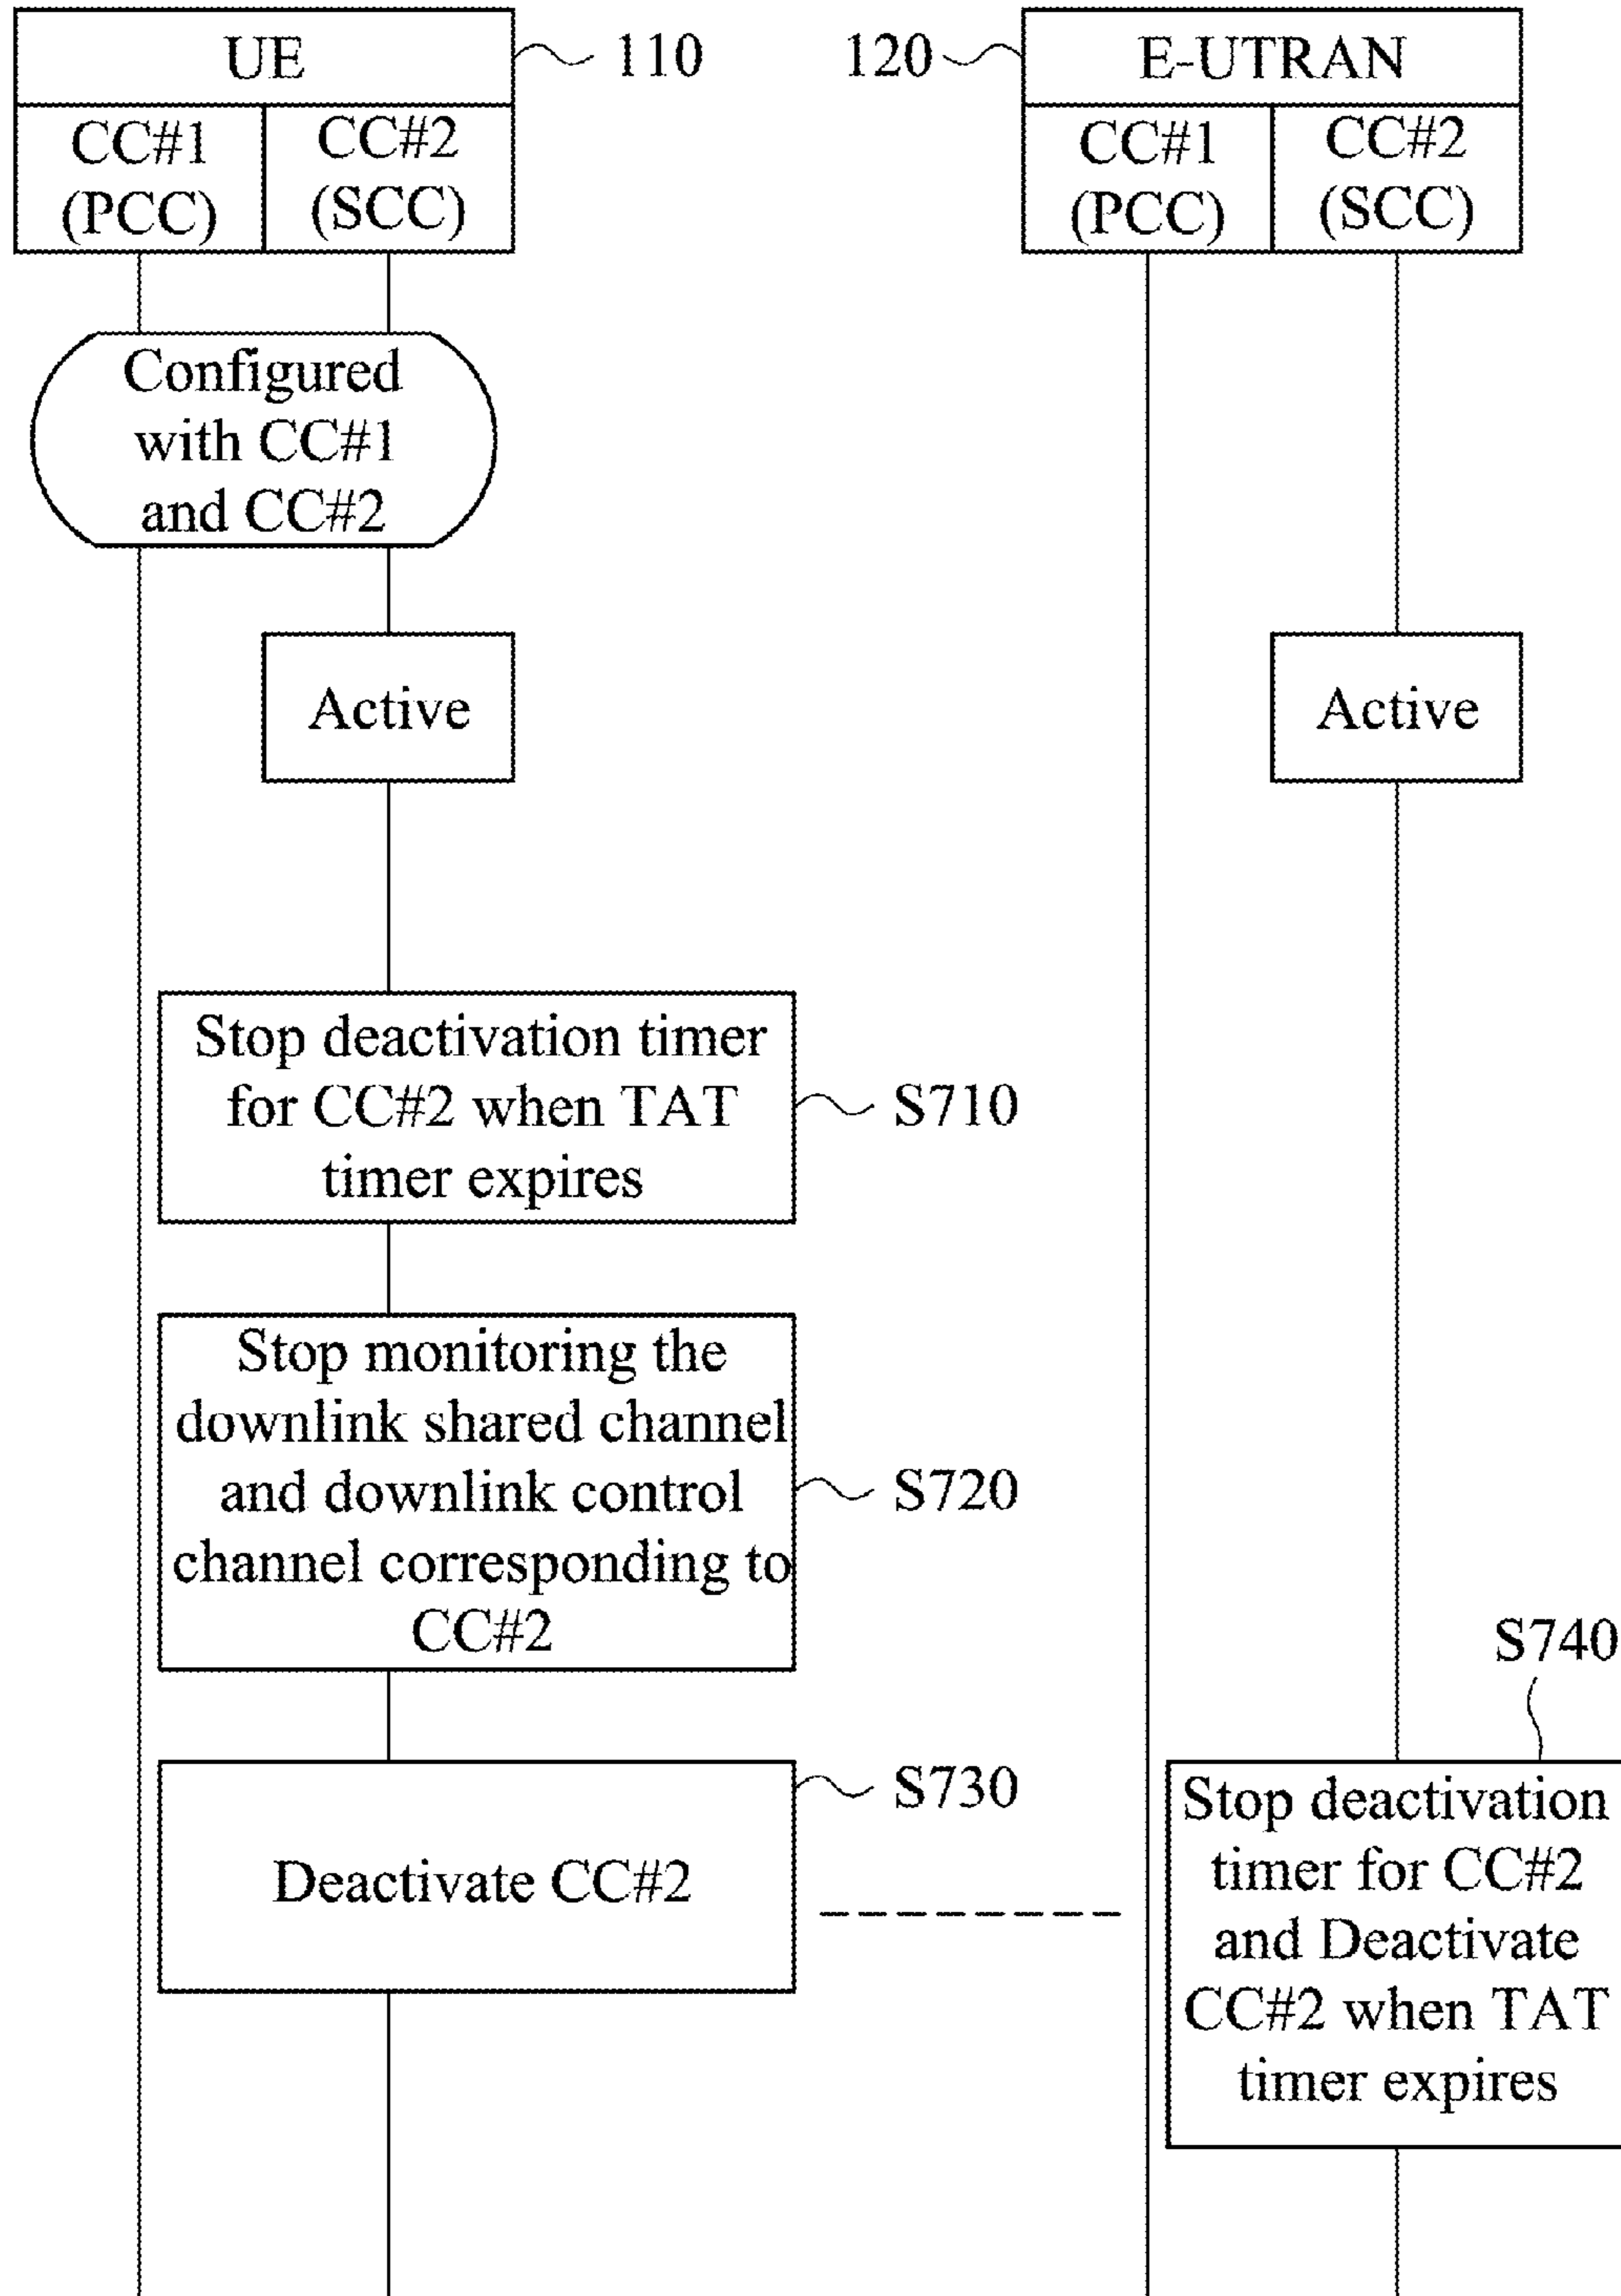 UE
110
120
E-UTRAN
CC#1
(PCC)
CC#2
(SCC)
CC#1
(PCC)
CC#2
(SCC)
Configured
with CC#1
and CC#2
Active
Active
Stop deactivation timer
for CC#2 when TAT
timer expires
S710
Stop monitoring the
downlink shared channel
and downlink control
channel corresponding to
CC#2
S720
S740
Deactivate CC#2
S730
Stop deactivation
timer for CC#2
and Deactivate
CC#2 when TAT
timer expires